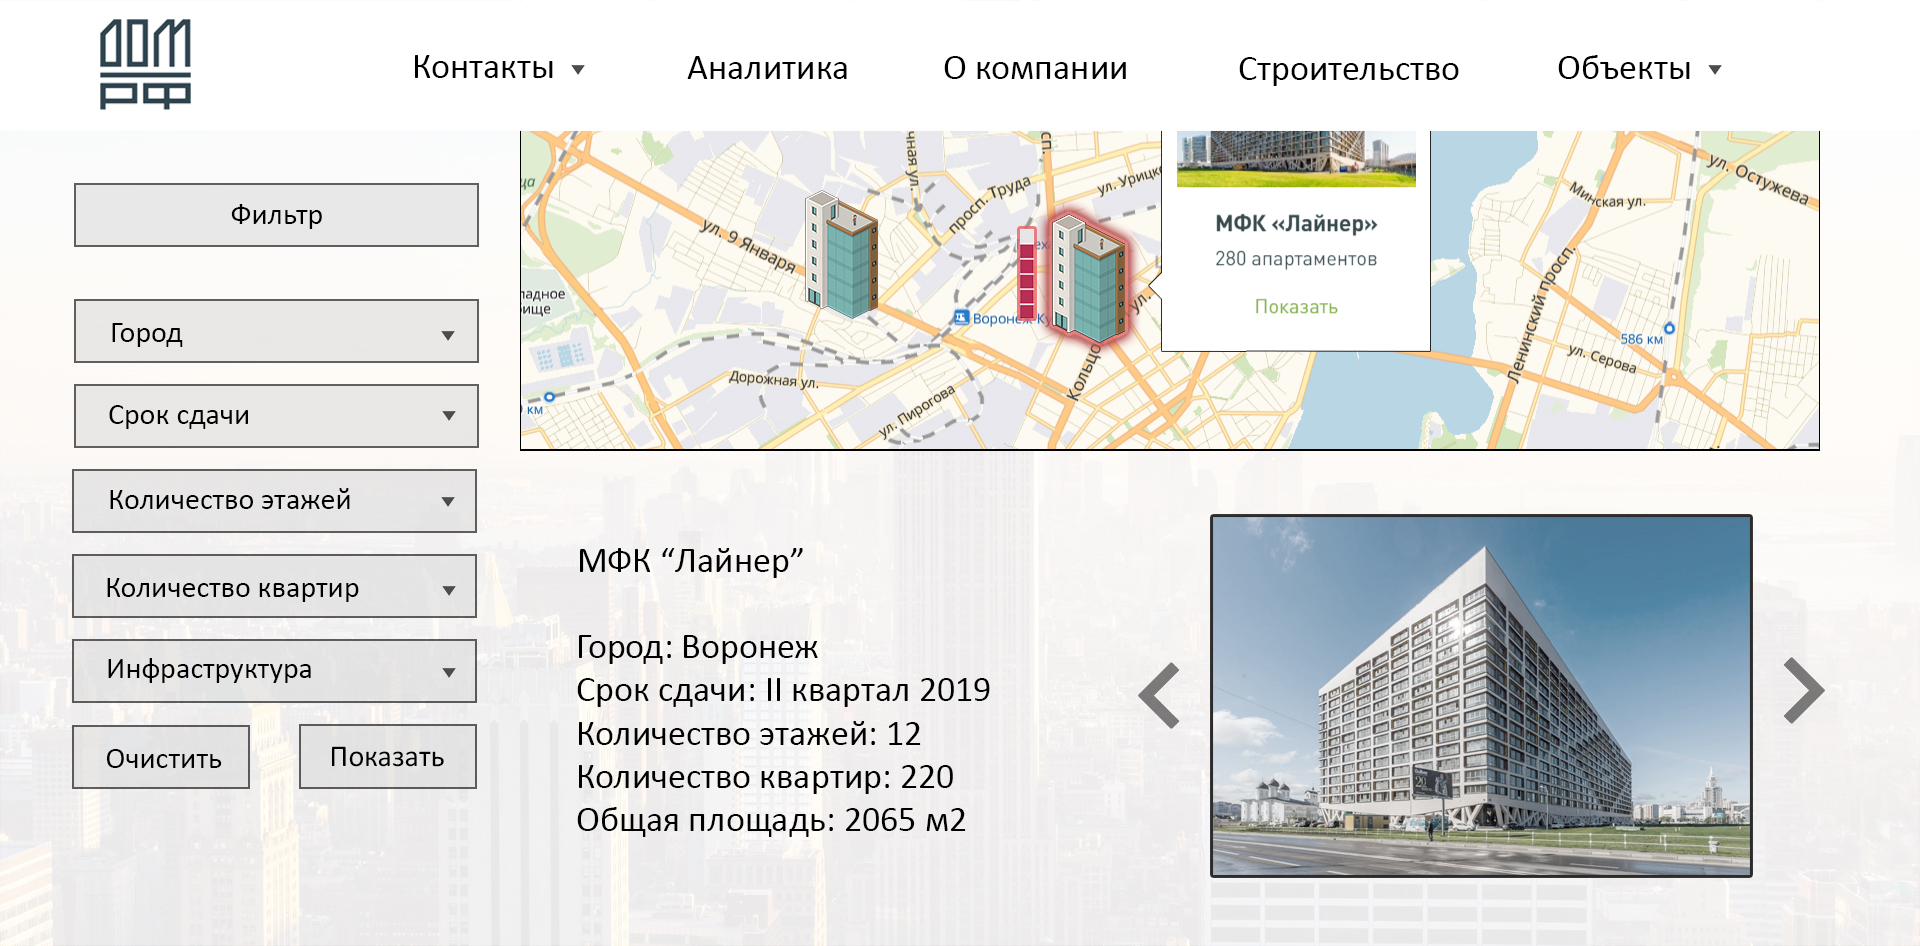 ДОМ
РФ
Контакты
Аналитика
О компании
Строительство
Объекты
Фильтр
Город
Срок сдачи
Количество этажей
Количество квартир
Инфраструктура
Очистить
Показать
ул. 9 Января
просп. Труда
ул. Урицк
Дорожная ул.
ул. Пирогова
Воронеж-Ку
Кольцо
ул.
ладное
ище
км
МФК «Лайнер»
280 апартаментов
Показать
ул. Остужева
Минская ул.
Ленинский просп.
586 км
ул. Серова
МФК “Лайнер”
Город: Воронеж
Срок сдачи: II квартал 2019
Количество этажей: 12
Количество квартир: 220
Общая площадь: 2065 м2